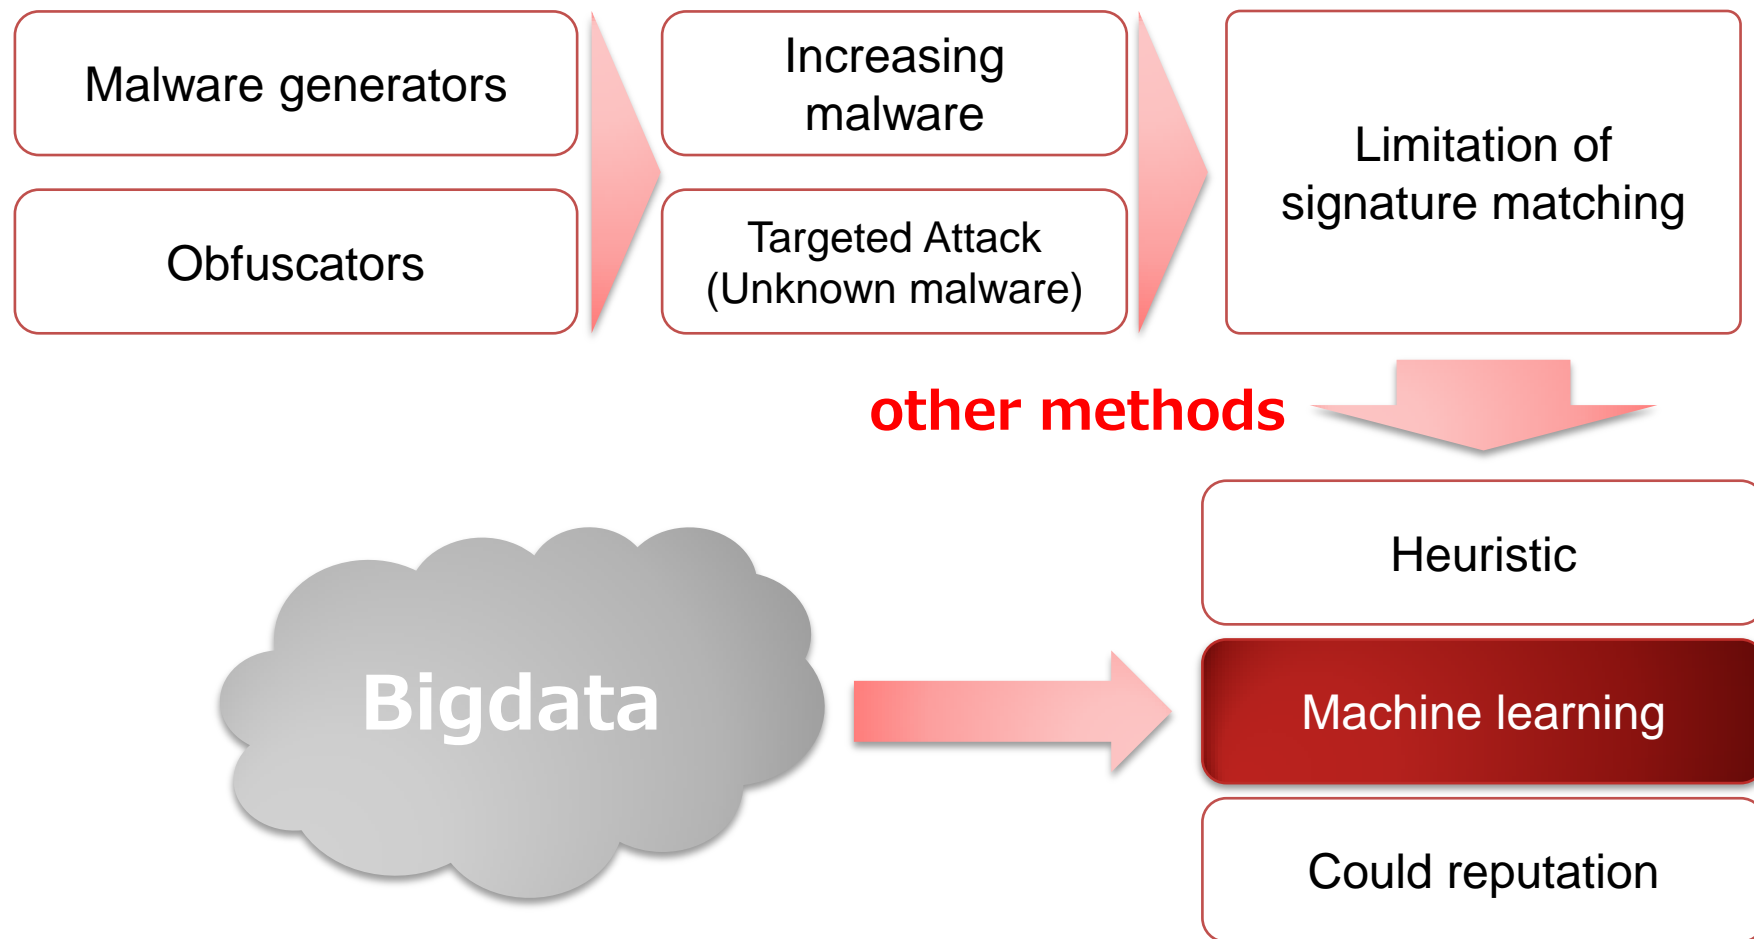 Malware generators
Obfuscators
Increasing
malware
Targeted Attack
(Unknown malware)
Limitation of
signature matching
other methods
Heuristic
Bigdata
Machine learning
Could reputation